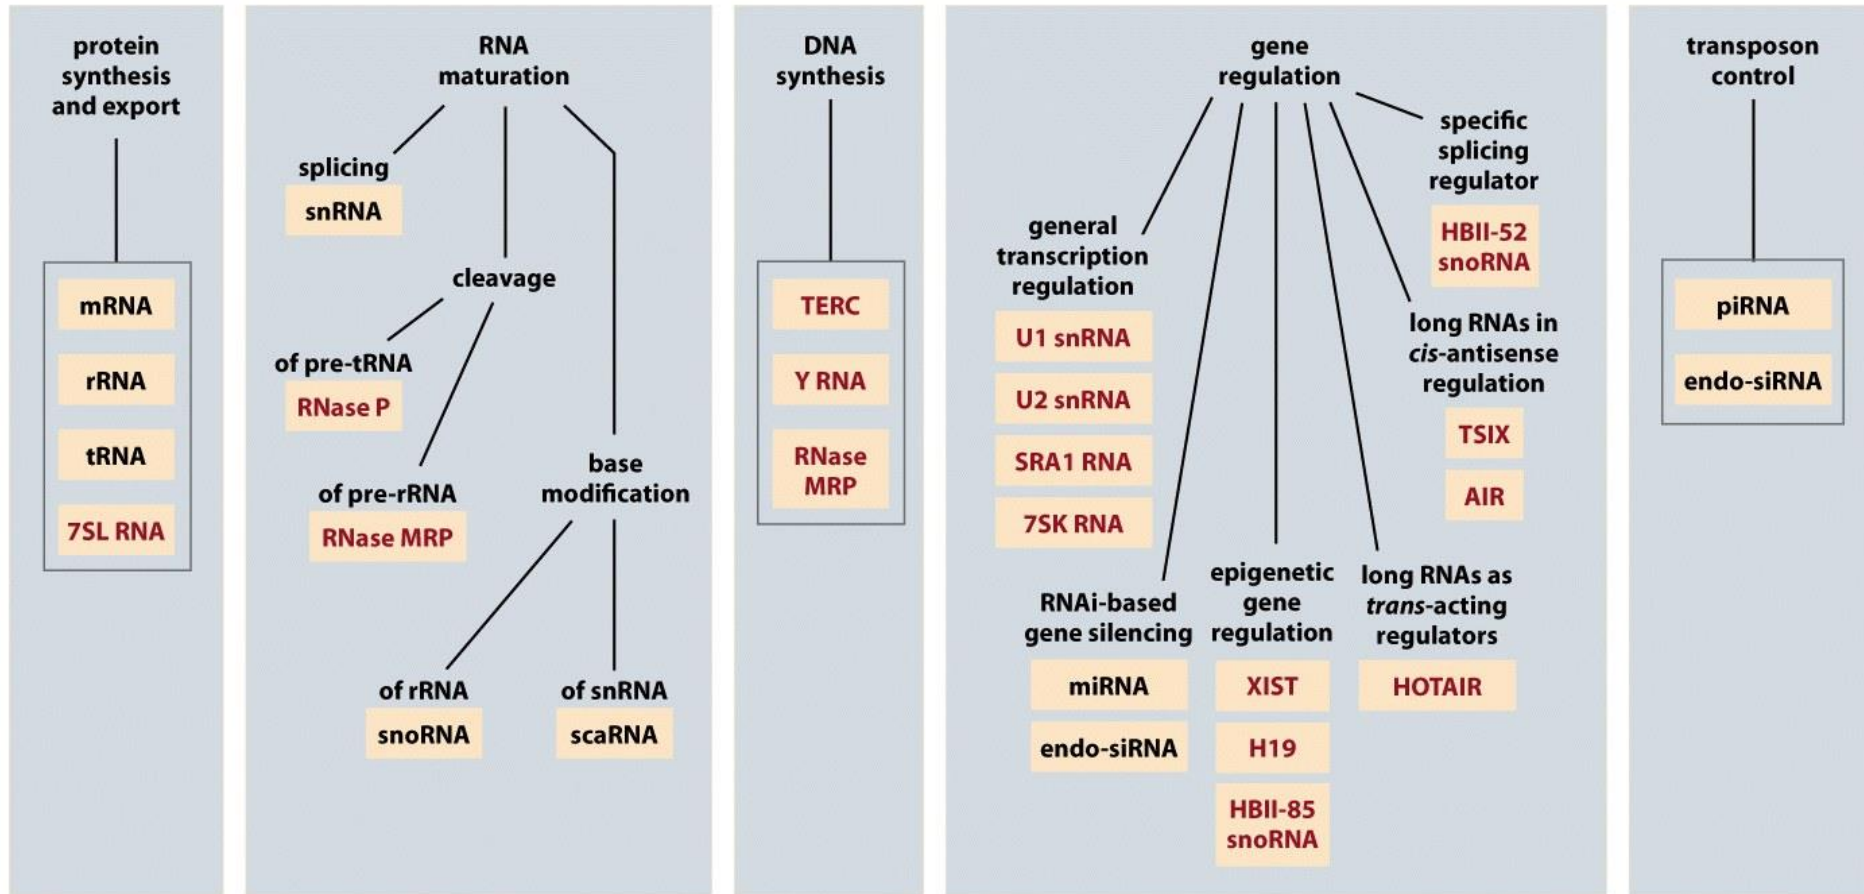 protein
synthesis
and export
mRNA
rRNA
tRNA
7SL RNA
RNA
maturation
splicing
snRNA
cleavage
of pre-tRNA
RNase P
of pre-rRNA
RNase MRP
base
modification
of rRNA
snoRNA
of snRNA
scaRNA
DNA
synthesis
TERC
Y RNA
RNase
MRP
gene
regulation
general
transcription
regulation
U1 snRNA
U2 snRNA
SRA1 RNA
7SK RNA
RNAi-based
gene silencing
miRNA
endo-siRNA
epigenetic
gene
regulation
XIST
H19
HBII-85
snoRNA
long RNAs as
trans-acting
regulators
HOTAIR
long RNAs in
cis-antisense
regulation
TSIX
AIR
specific
splicing
regulator
HBII-52
snoRNA
transposon
control
piRNA
endo-siRNA